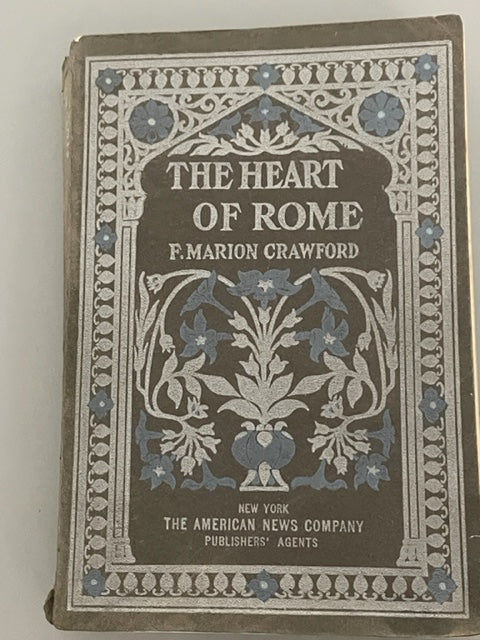 THE HEART
OF ROME
F. MARION CRAWFORD
NEW YORK
THE AMERICAN NEWS COMPANY
PUBLISHERS' AGENTS